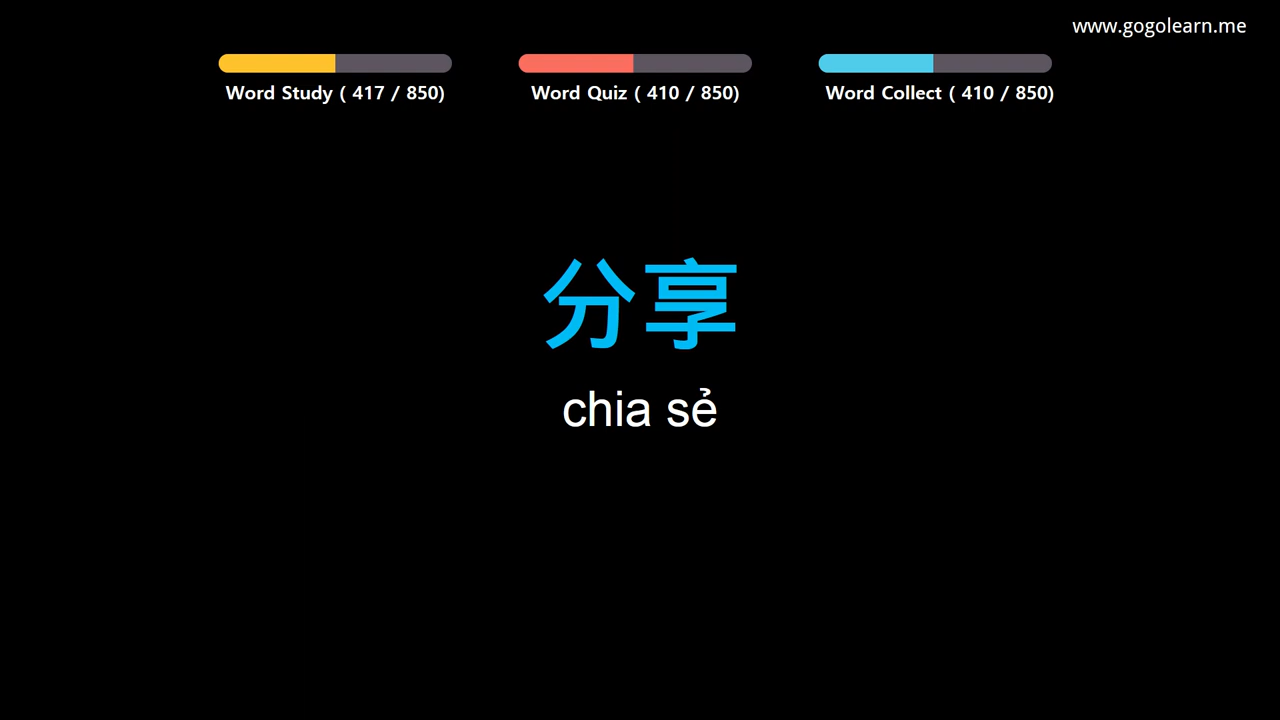 www.gogolearn.me
Word Study ( 417 / 850)
Word Quiz ( 410 / 850)
Word Collect ( 410 / 850)
分享
chia sẻ